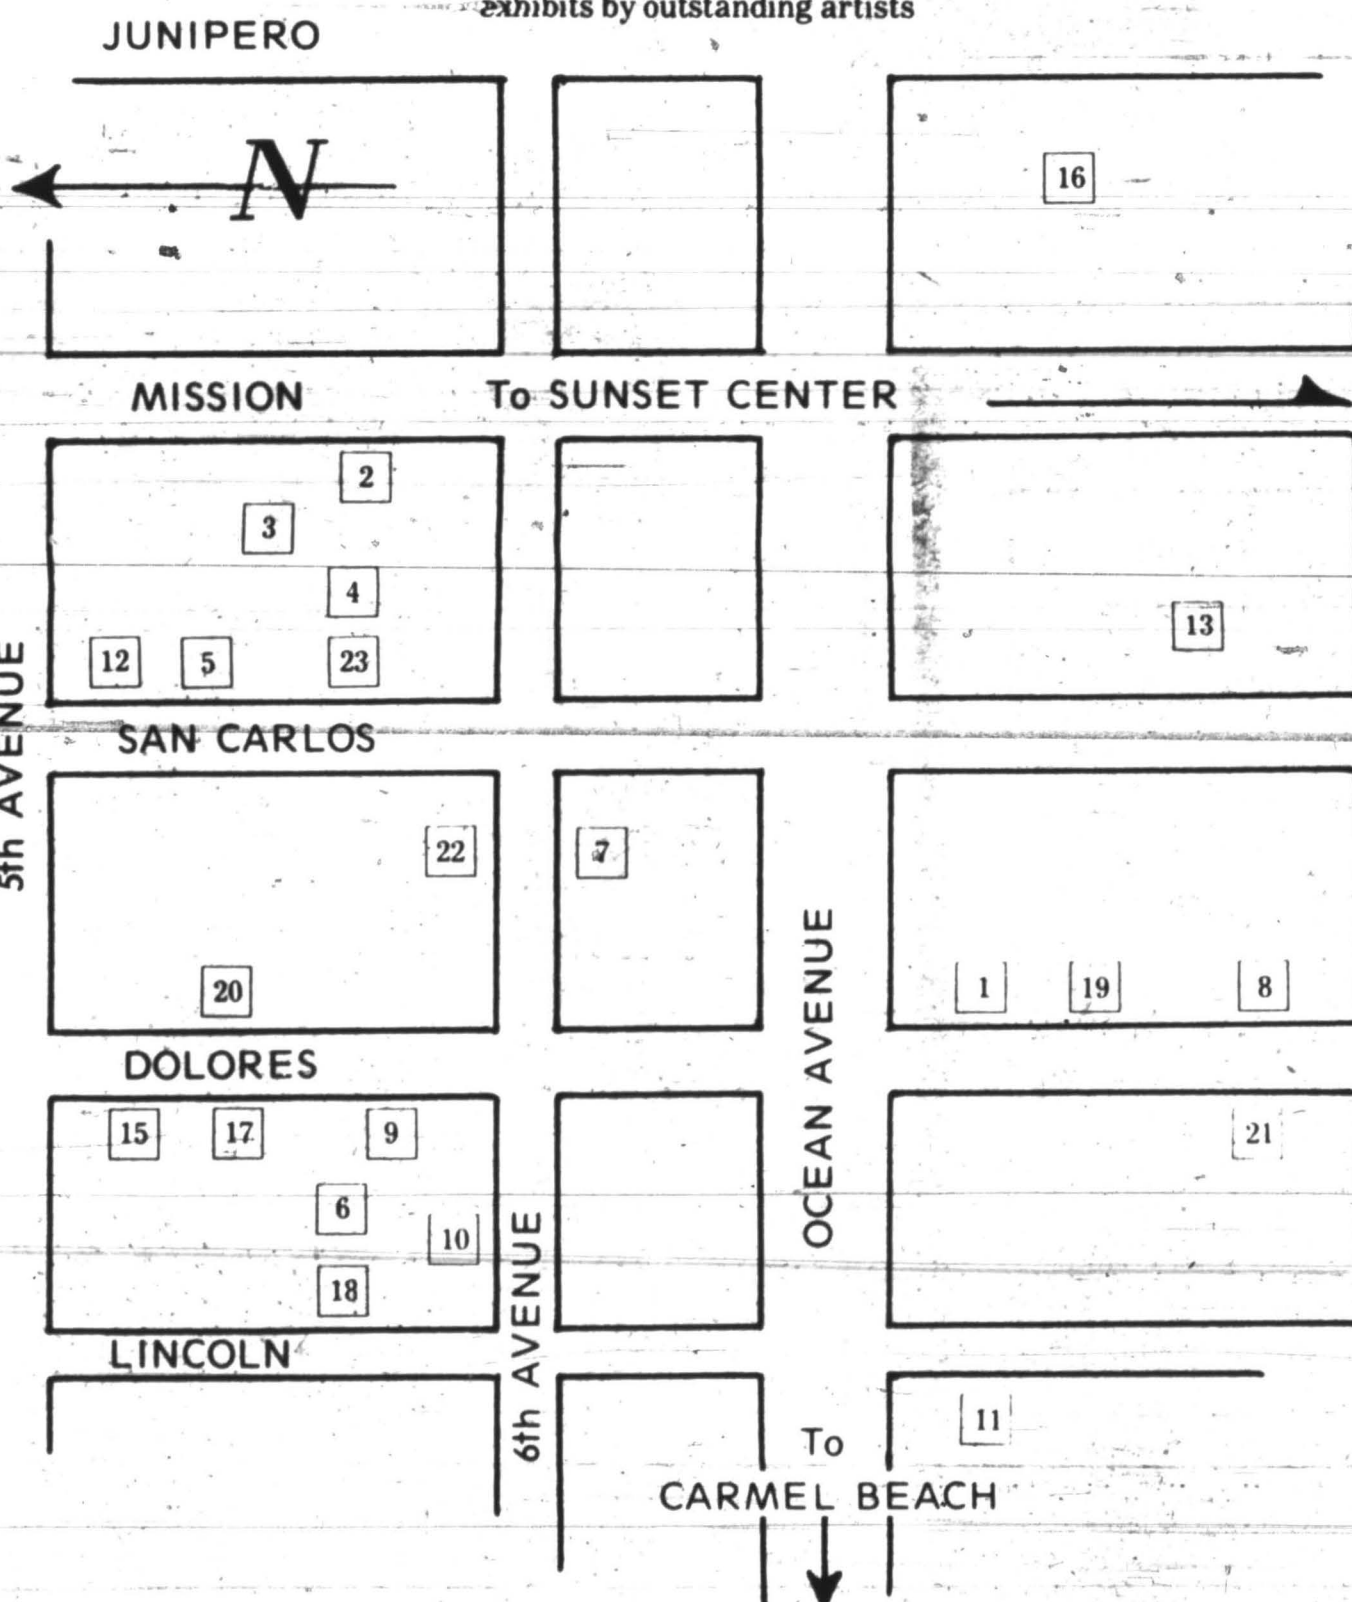 exhibits by outstanding artists
JUNIPERO
N
16
MISSION
To SUNSET CENTER
2
3
4
12
5
23
13
5th AVENUE
SAN CARLOS
22
7
20
1
19
8
OCEAN AVENUE
DOLORES
15
17
9
21
6
10
18
6th AVENUE
LINCOLN
11
To
CARMEL BEACH